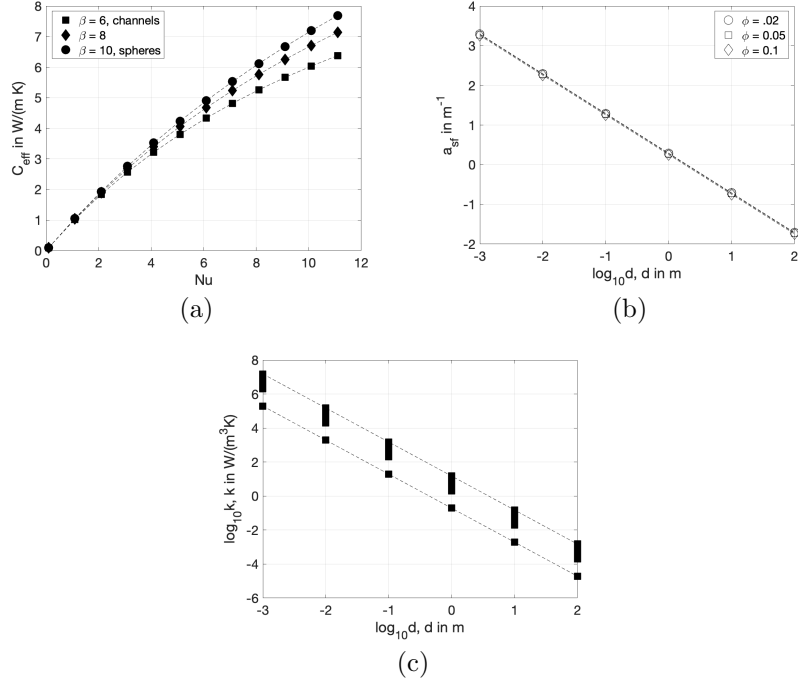 β = 6, channels
β = 8
β = 10, spheres
C_eff in W/(m K)
8
7
6
5
4
3
2
1
0
0 2 4 6 8 10 12
Nu
(a)
ϕ = .02
ϕ = 0.05
ϕ = 0.1
a_sf in m⁻¹
4
3
2
1
0
-1
-2
-3 -2 -1 0 1 2
log₁₀d, d in m
(b)
log₁₀k, k in W/(m³K)
8
6
4
2
0
-2
-4
-6
-3 -2 -1 0 1 2
log₁₀d, d in m
(c)